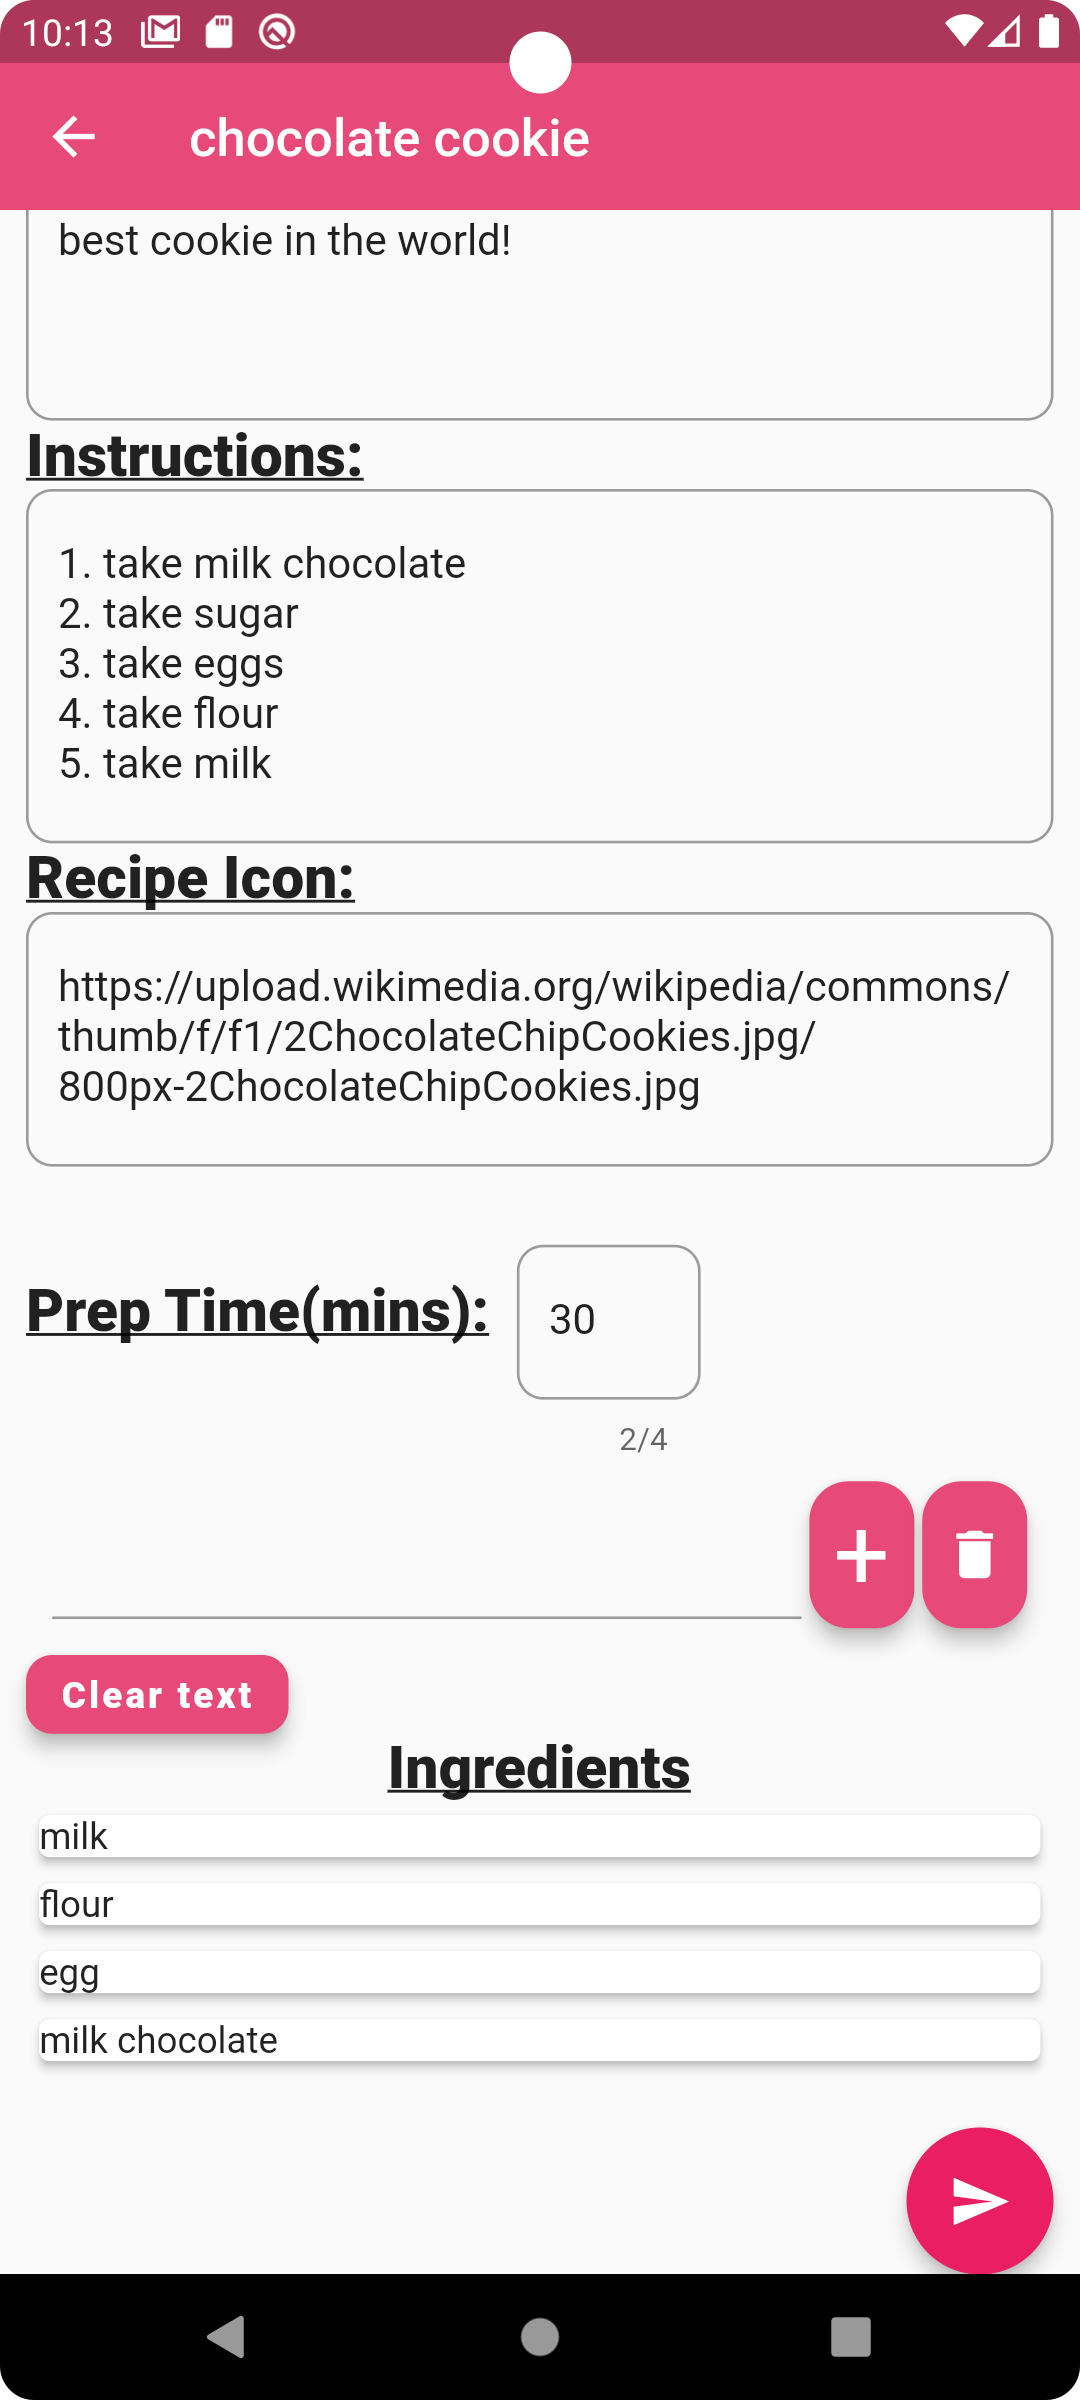 10:13
chocolate cookie
best cookie in the world!
Instructions:
1. take milk chocolate
2. take sugar
3. take eggs
4. take flour
5. take milk
Recipe Icon:
https://upload.wikimedia.org/wikipedia/commons/
thumb/f/f1/2ChocolateChipCookies.jpg/
800px-2ChocolateChipCookies.jpg
Prep Time(mins):
30
2/4
Clear text
Ingredients
milk
flour
egg
milk chocolate